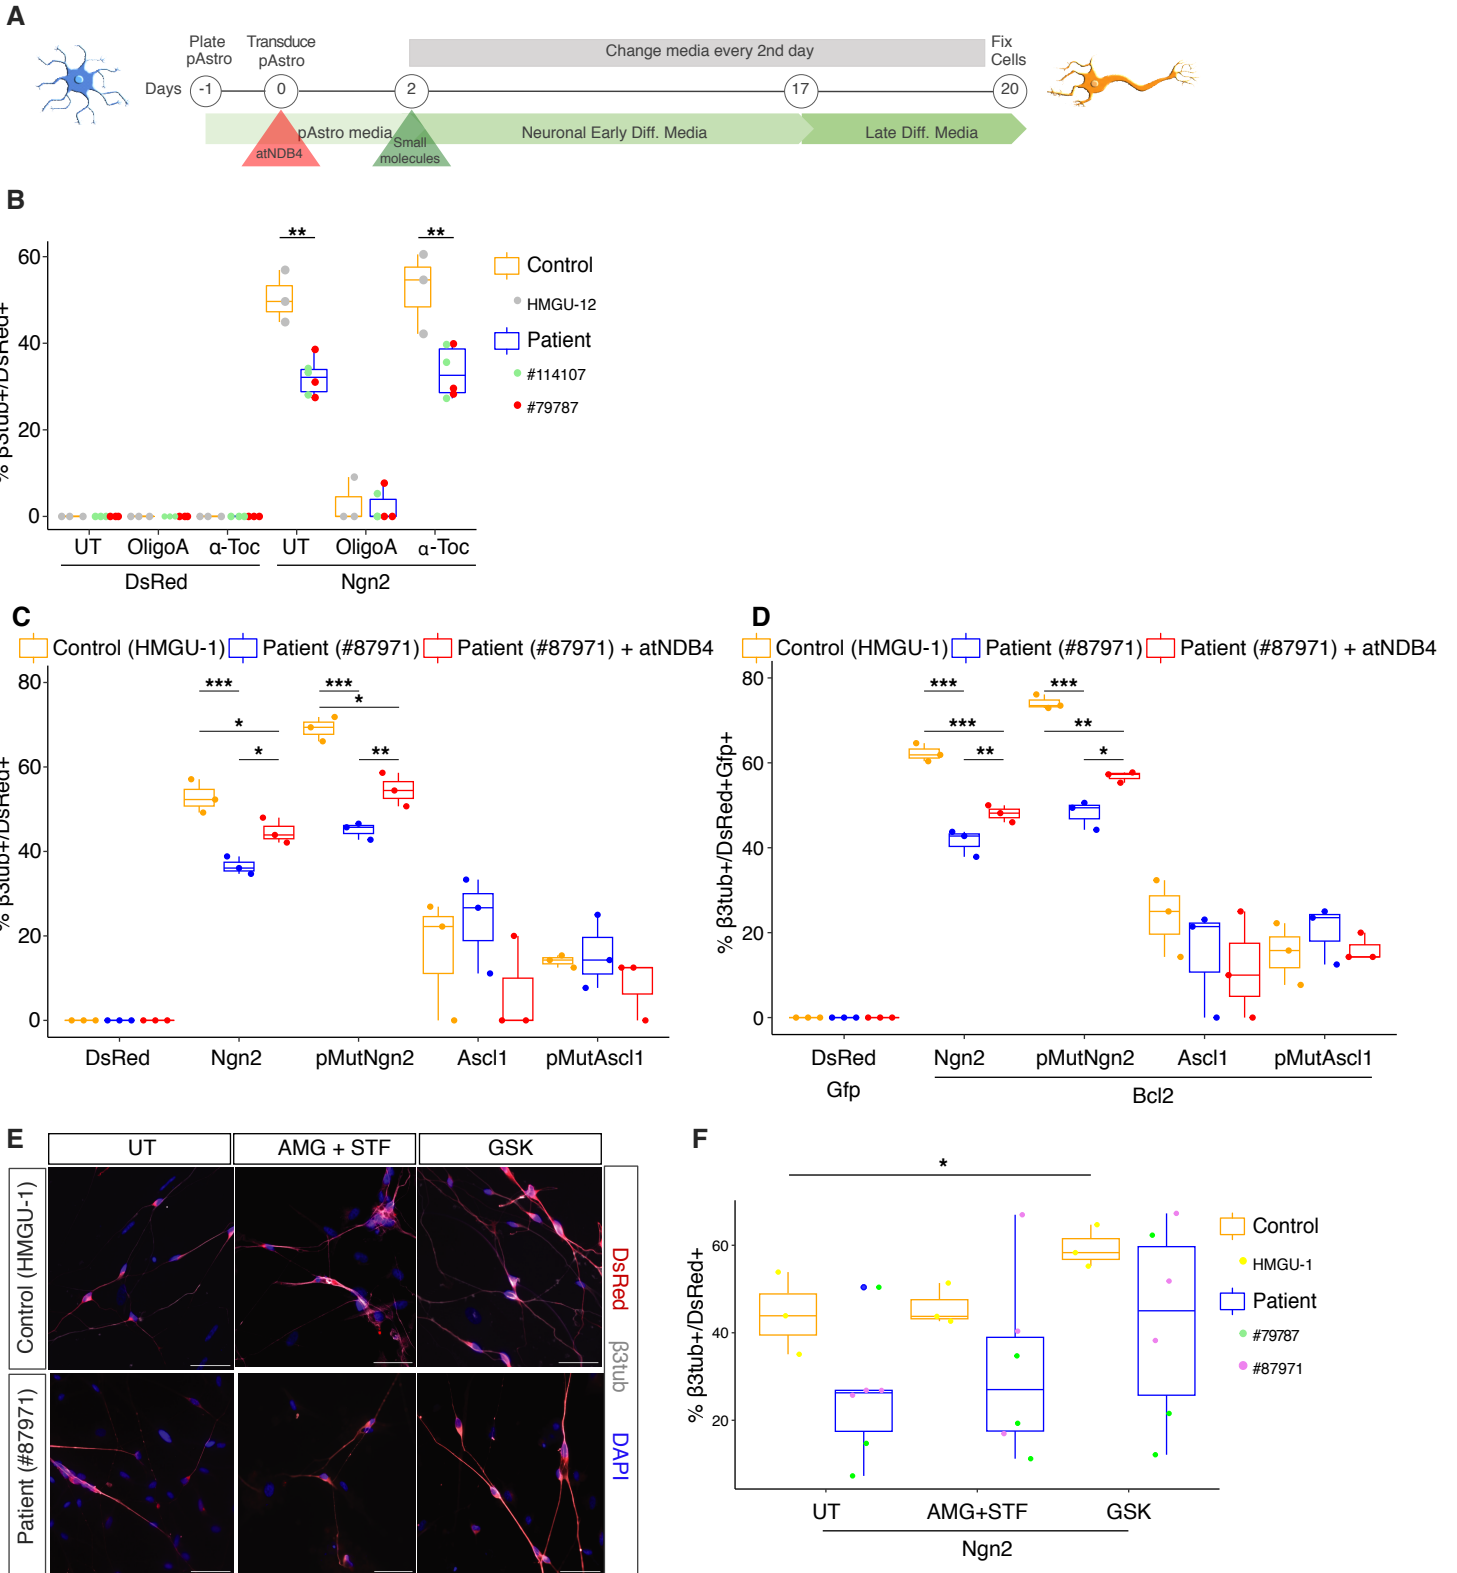 A
Plate
pAstro
Transduce
pAstro
Change media every 2nd day
Fix
Cells
Days
-1
0
2
17
20
pAstro media
Neuronal Early Diff. Media
Late Diff. Media
atNDB4
Small
molecules
B
% β3tub+/DsRed+
60
40
20
0
**
**
Control
HMGU-12
Patient
#114107
#79787
UT
OligoA
α-Toc
UT
OligoA
α-Toc
DsRed
Ngn2
C
Control (HMGU-1)
Patient (#87971)
Patient (#87971) + atNDB4
% β3tub+/DsRed+
80
60
40
20
0
***
*
*
***
*
**
DsRed
Ngn2
pMutNgn2
Ascl1
pMutAscl1
D
Control (HMGU-1)
Patient (#87971)
Patient (#87971) + atNDB4
% β3tub+/DsRed+Gfp+
80
60
40
20
0
***
***
**
***
**
*
DsRed
Ngn2
pMutNgn2
Ascl1
pMutAscl1
Gfp
Bcl2
E
UT
AMG + STF
GSK
Control (HMGU-1)
Patient (#87971)
DsRed
β3tub
DAPI
F
*
% β3tub+/DsRed+
60
40
20
Control
HMGU-1
Patient
#79787
#87971
UT
AMG+STF
GSK
Ngn2